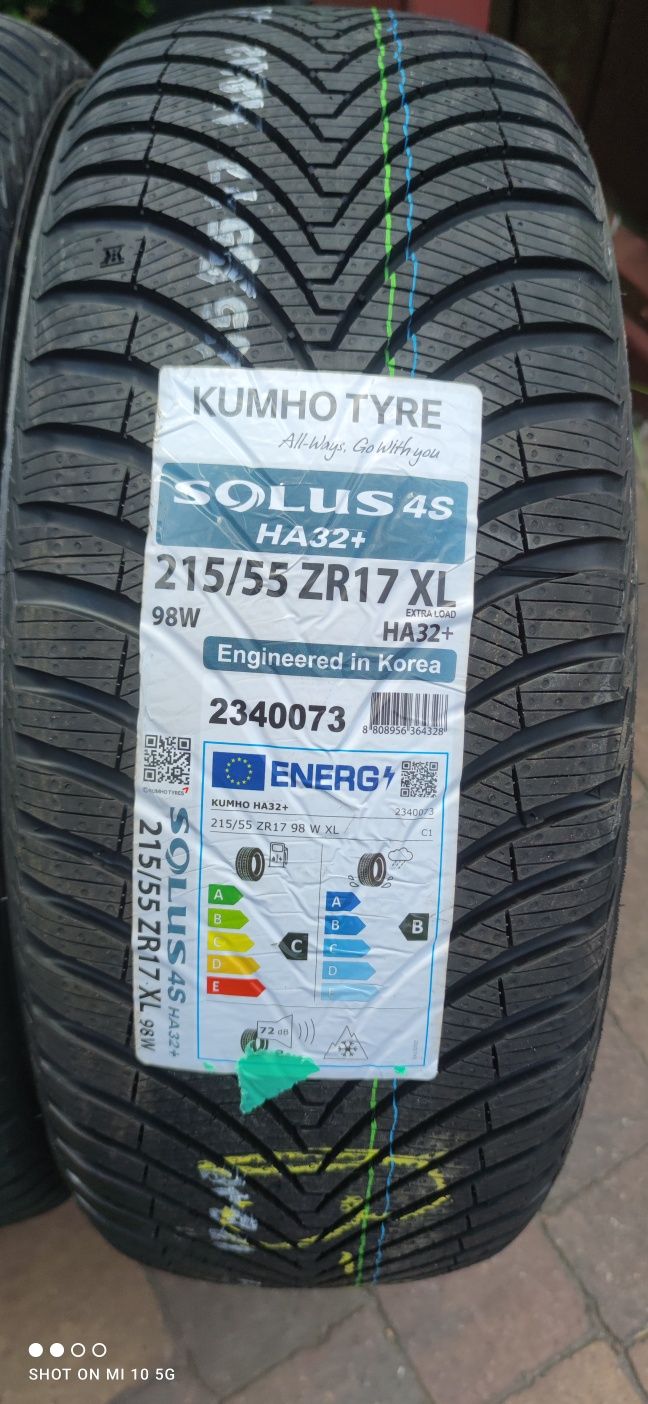 KUMHO TYRE
All-Ways, Go With you
SOLUS 4S
HA32+
215/55 ZR17 XL
EXTRA LOAD
98W
HA32+
Engineered in Korea
2340073
8 808956 364328
ENERG
KUMHO HA32+
2340073
215/55 ZR17 98 W XL
C1
A
B
C
D
E
C
A
B
C
D
E
B
72 dB
KUMHO TYRES
SOLUS 4S HA32+
215/55 ZR17 XL 98W
SHOT ON MI 10 5G